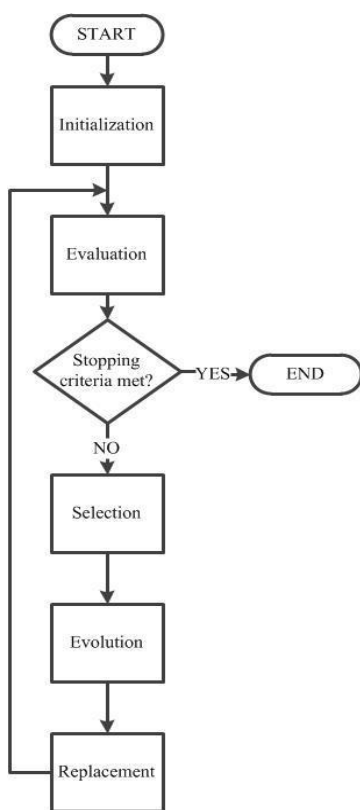 START
Initialization
Evaluation
Stopping
criteria met?
YES
END
NO
Selection
Evolution
Replacement